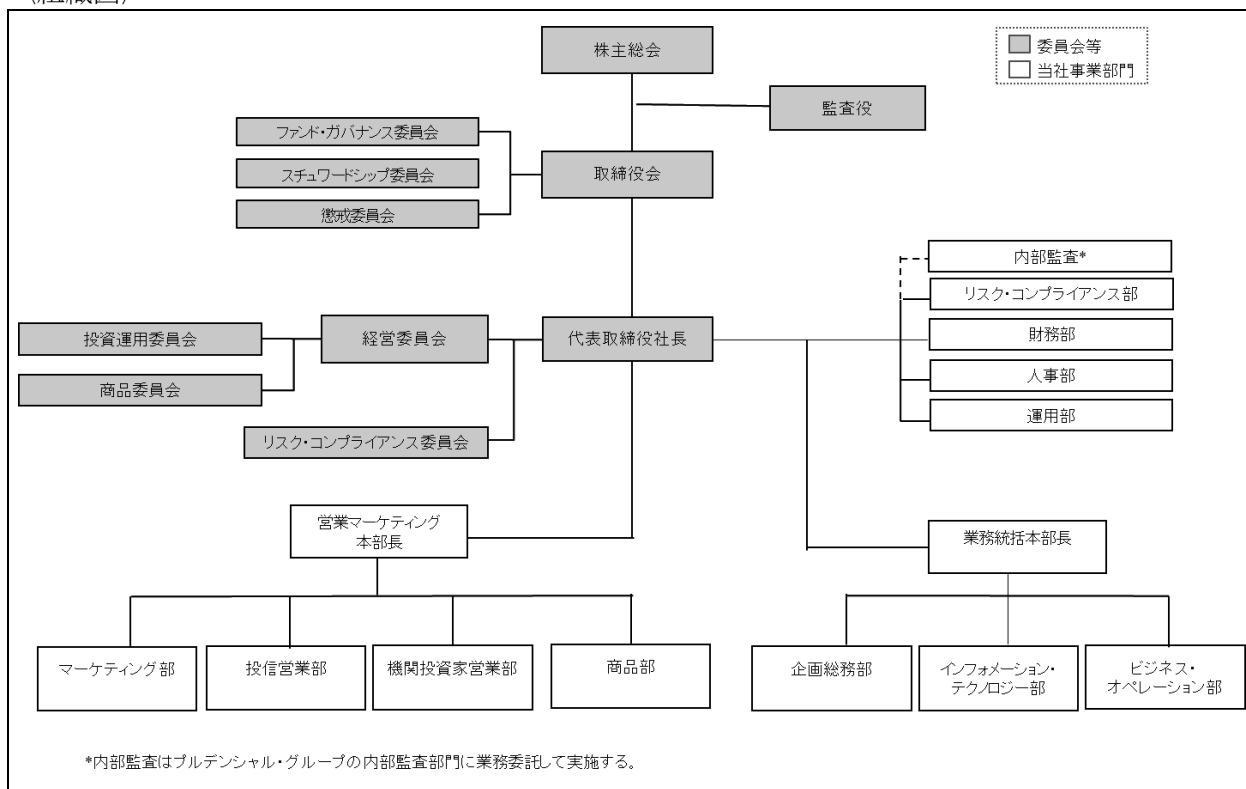 株主総会
委員会等
当社事業部門
監査役
ファンド・ガバナンス委員会
スチュワードシップ委員会
懲戒委員会
取締役会
内部監査*
リスク・コンプライアンス部
財務部
人事部
運用部
投資運用委員会
経営委員会
代表取締役社長
商品委員会
リスク・コンプライアンス委員会
営業マーケティング
本部長
業務統括本部長
マーケティング部
投信営業部
機関投資家営業部
商品部
企画総務部
インフォメーション・
テクノロジー部
ビジネス・
オペレーション部
*内部監査はプルデンシャル・グループの内部監査部門に業務委託して実施する。